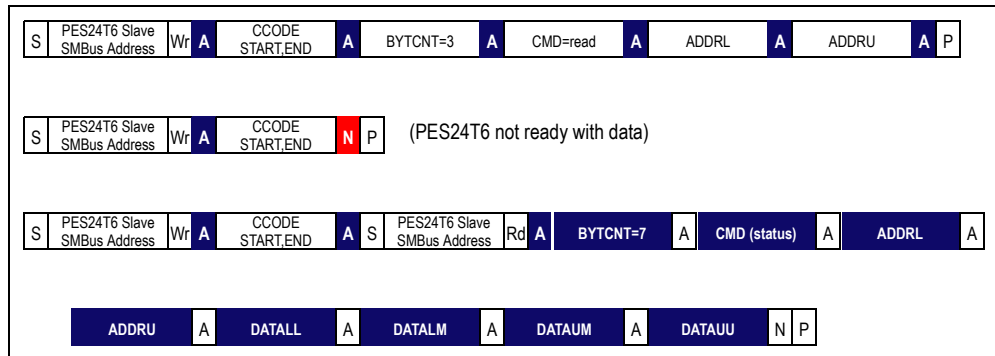 S PES24T6 Slave SMBus Address Wr A CCODE START,END A BYTCNT=3 A CMD=read A ADDRL A ADDRU A P
S PES24T6 Slave SMBus Address Wr A CCODE START,END N P (PES24T6 not ready with data)
S PES24T6 Slave SMBus Address Wr A CCODE START,END A S PES24T6 Slave SMBus Address Rd A BYTCNT=7 A CMD (status) A ADDRL A
ADDRU A DATALL A DATALM A DATAUM A DATAUU N P